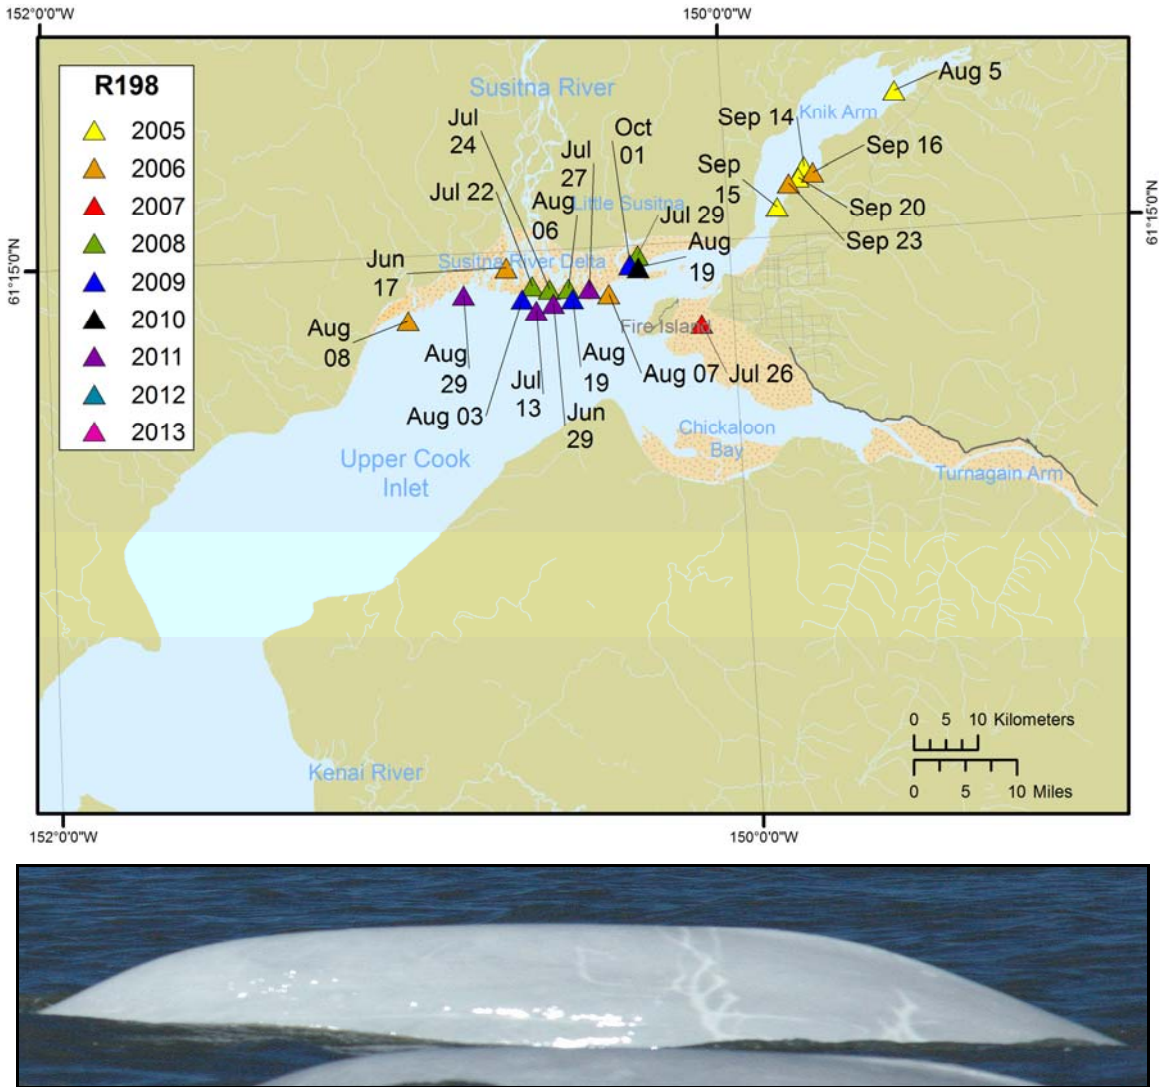 152°0'0"W
150°0'0"W
R198
2005
2006
2007
2008
2009
2010
2011
2012
2013
Susitna River
Knik Arm
Aug 5
Sep 14
Sep 16
Sep
15
Sep 20
Sep 23
Jul
24
Jul 22
Aug
06
Jul
27
Oct
01
Little Susitna
Jul 29
Aug
19
Jun
17
Susitna River Delta
61°15'0"N
61°15'0"N
Aug
08
Aug
29
Aug 03
Jul
13
Jun
29
Aug
19
Aug 07
Fire Island
Jul 26
Chickaloon
Bay
Turnagain Arm
Upper Cook
Inlet
Kenai River
0 5 10 Kilometers
0 5 10 Miles
152°0'0"W
150°0'0"W